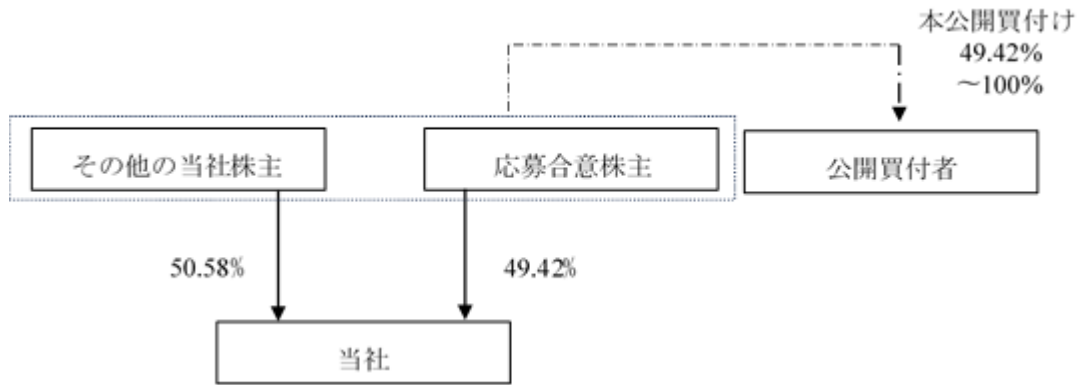 本公開買付け
49.42%
～100%
その他の当社株主
応募合意株主
公開買付者
50.58%
49.42%
当社